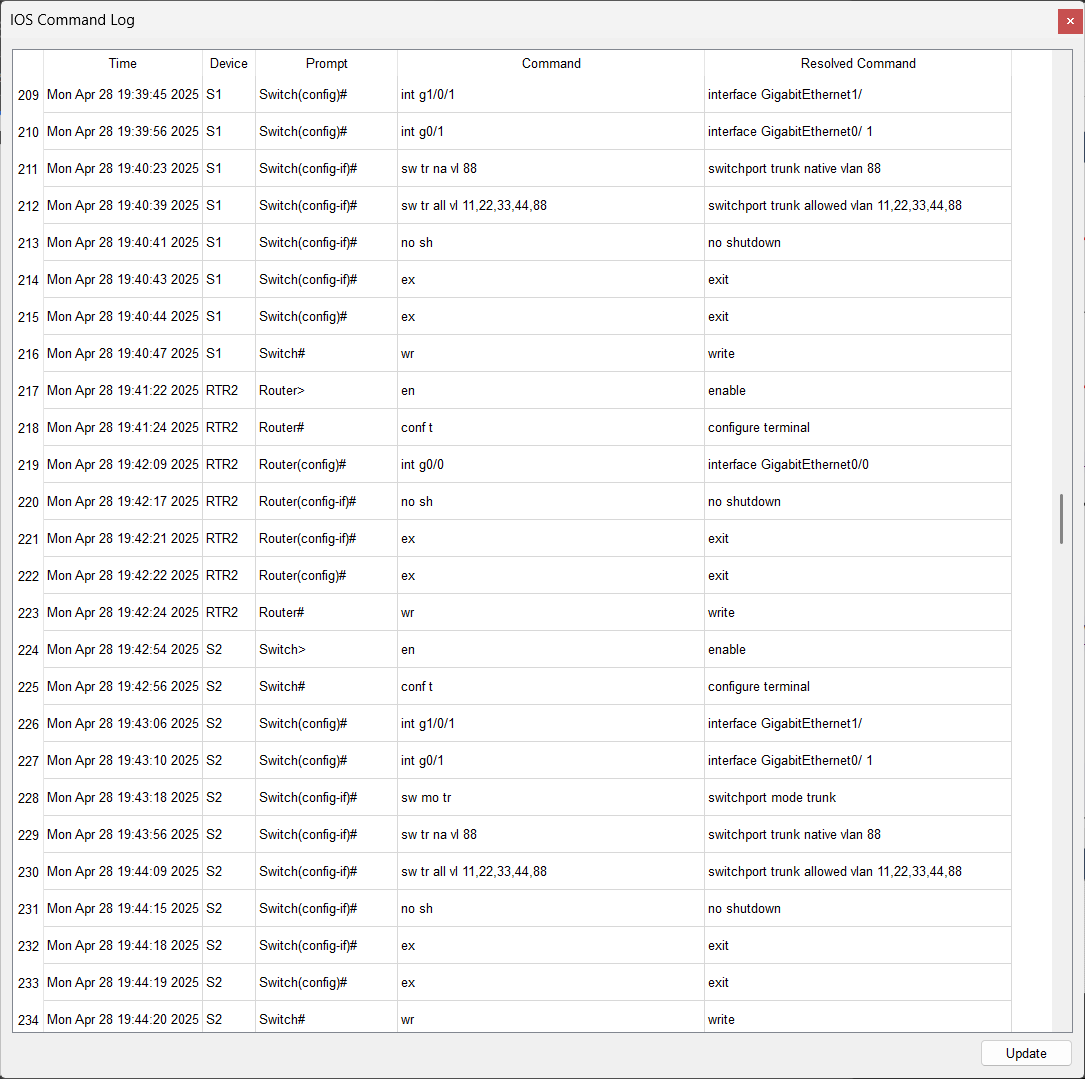 IOS Command Log
Time Device Prompt Command Resolved Command
209 Mon Apr 28 19:39:45 2025 S1 Switch(config)# int g1/0/1 interface GigabitEthernet1/
210 Mon Apr 28 19:39:56 2025 S1 Switch(config)# int g0/1 interface GigabitEthernet0/ 1
211 Mon Apr 28 19:40:23 2025 S1 Switch(config-if)# sw tr na vl 88 switchport trunk native vlan 88
212 Mon Apr 28 19:40:39 2025 S1 Switch(config-if)# sw tr all vl 11,22,33,44,88 switchport trunk allowed vlan 11,22,33,44,88
213 Mon Apr 28 19:40:41 2025 S1 Switch(config-if)# no sh no shutdown
214 Mon Apr 28 19:40:43 2025 S1 Switch(config-if)# ex exit
215 Mon Apr 28 19:40:44 2025 S1 Switch(config)# ex exit
216 Mon Apr 28 19:40:47 2025 S1 Switch# wr write
217 Mon Apr 28 19:41:22 2025 RTR2 Router> en enable
218 Mon Apr 28 19:41:24 2025 RTR2 Router# conf t configure terminal
219 Mon Apr 28 19:42:09 2025 RTR2 Router(config)# int g0/0 interface GigabitEthernet0/0
220 Mon Apr 28 19:42:17 2025 RTR2 Router(config-if)# no sh no shutdown
221 Mon Apr 28 19:42:21 2025 RTR2 Router(config-if)# ex exit
222 Mon Apr 28 19:42:22 2025 RTR2 Router(config)# ex exit
223 Mon Apr 28 19:42:24 2025 RTR2 Router# wr write
224 Mon Apr 28 19:42:54 2025 S2 Switch> en enable
225 Mon Apr 28 19:42:56 2025 S2 Switch# conf t configure terminal
226 Mon Apr 28 19:43:06 2025 S2 Switch(config)# int g1/0/1 interface GigabitEthernet1/
227 Mon Apr 28 19:43:10 2025 S2 Switch(config)# int g0/1 interface GigabitEthernet0/ 1
228 Mon Apr 28 19:43:18 2025 S2 Switch(config-if)# sw mo tr switchport mode trunk
229 Mon Apr 28 19:43:56 2025 S2 Switch(config-if)# sw tr na vl 88 switchport trunk native vlan 88
230 Mon Apr 28 19:44:09 2025 S2 Switch(config-if)# sw tr all vl 11,22,33,44,88 switchport trunk allowed vlan 11,22,33,44,88
231 Mon Apr 28 19:44:15 2025 S2 Switch(config-if)# no sh no shutdown
232 Mon Apr 28 19:44:18 2025 S2 Switch(config-if)# ex exit
233 Mon Apr 28 19:44:19 2025 S2 Switch(config)# ex exit
234 Mon Apr 28 19:44:20 2025 S2 Switch# wr write
Update